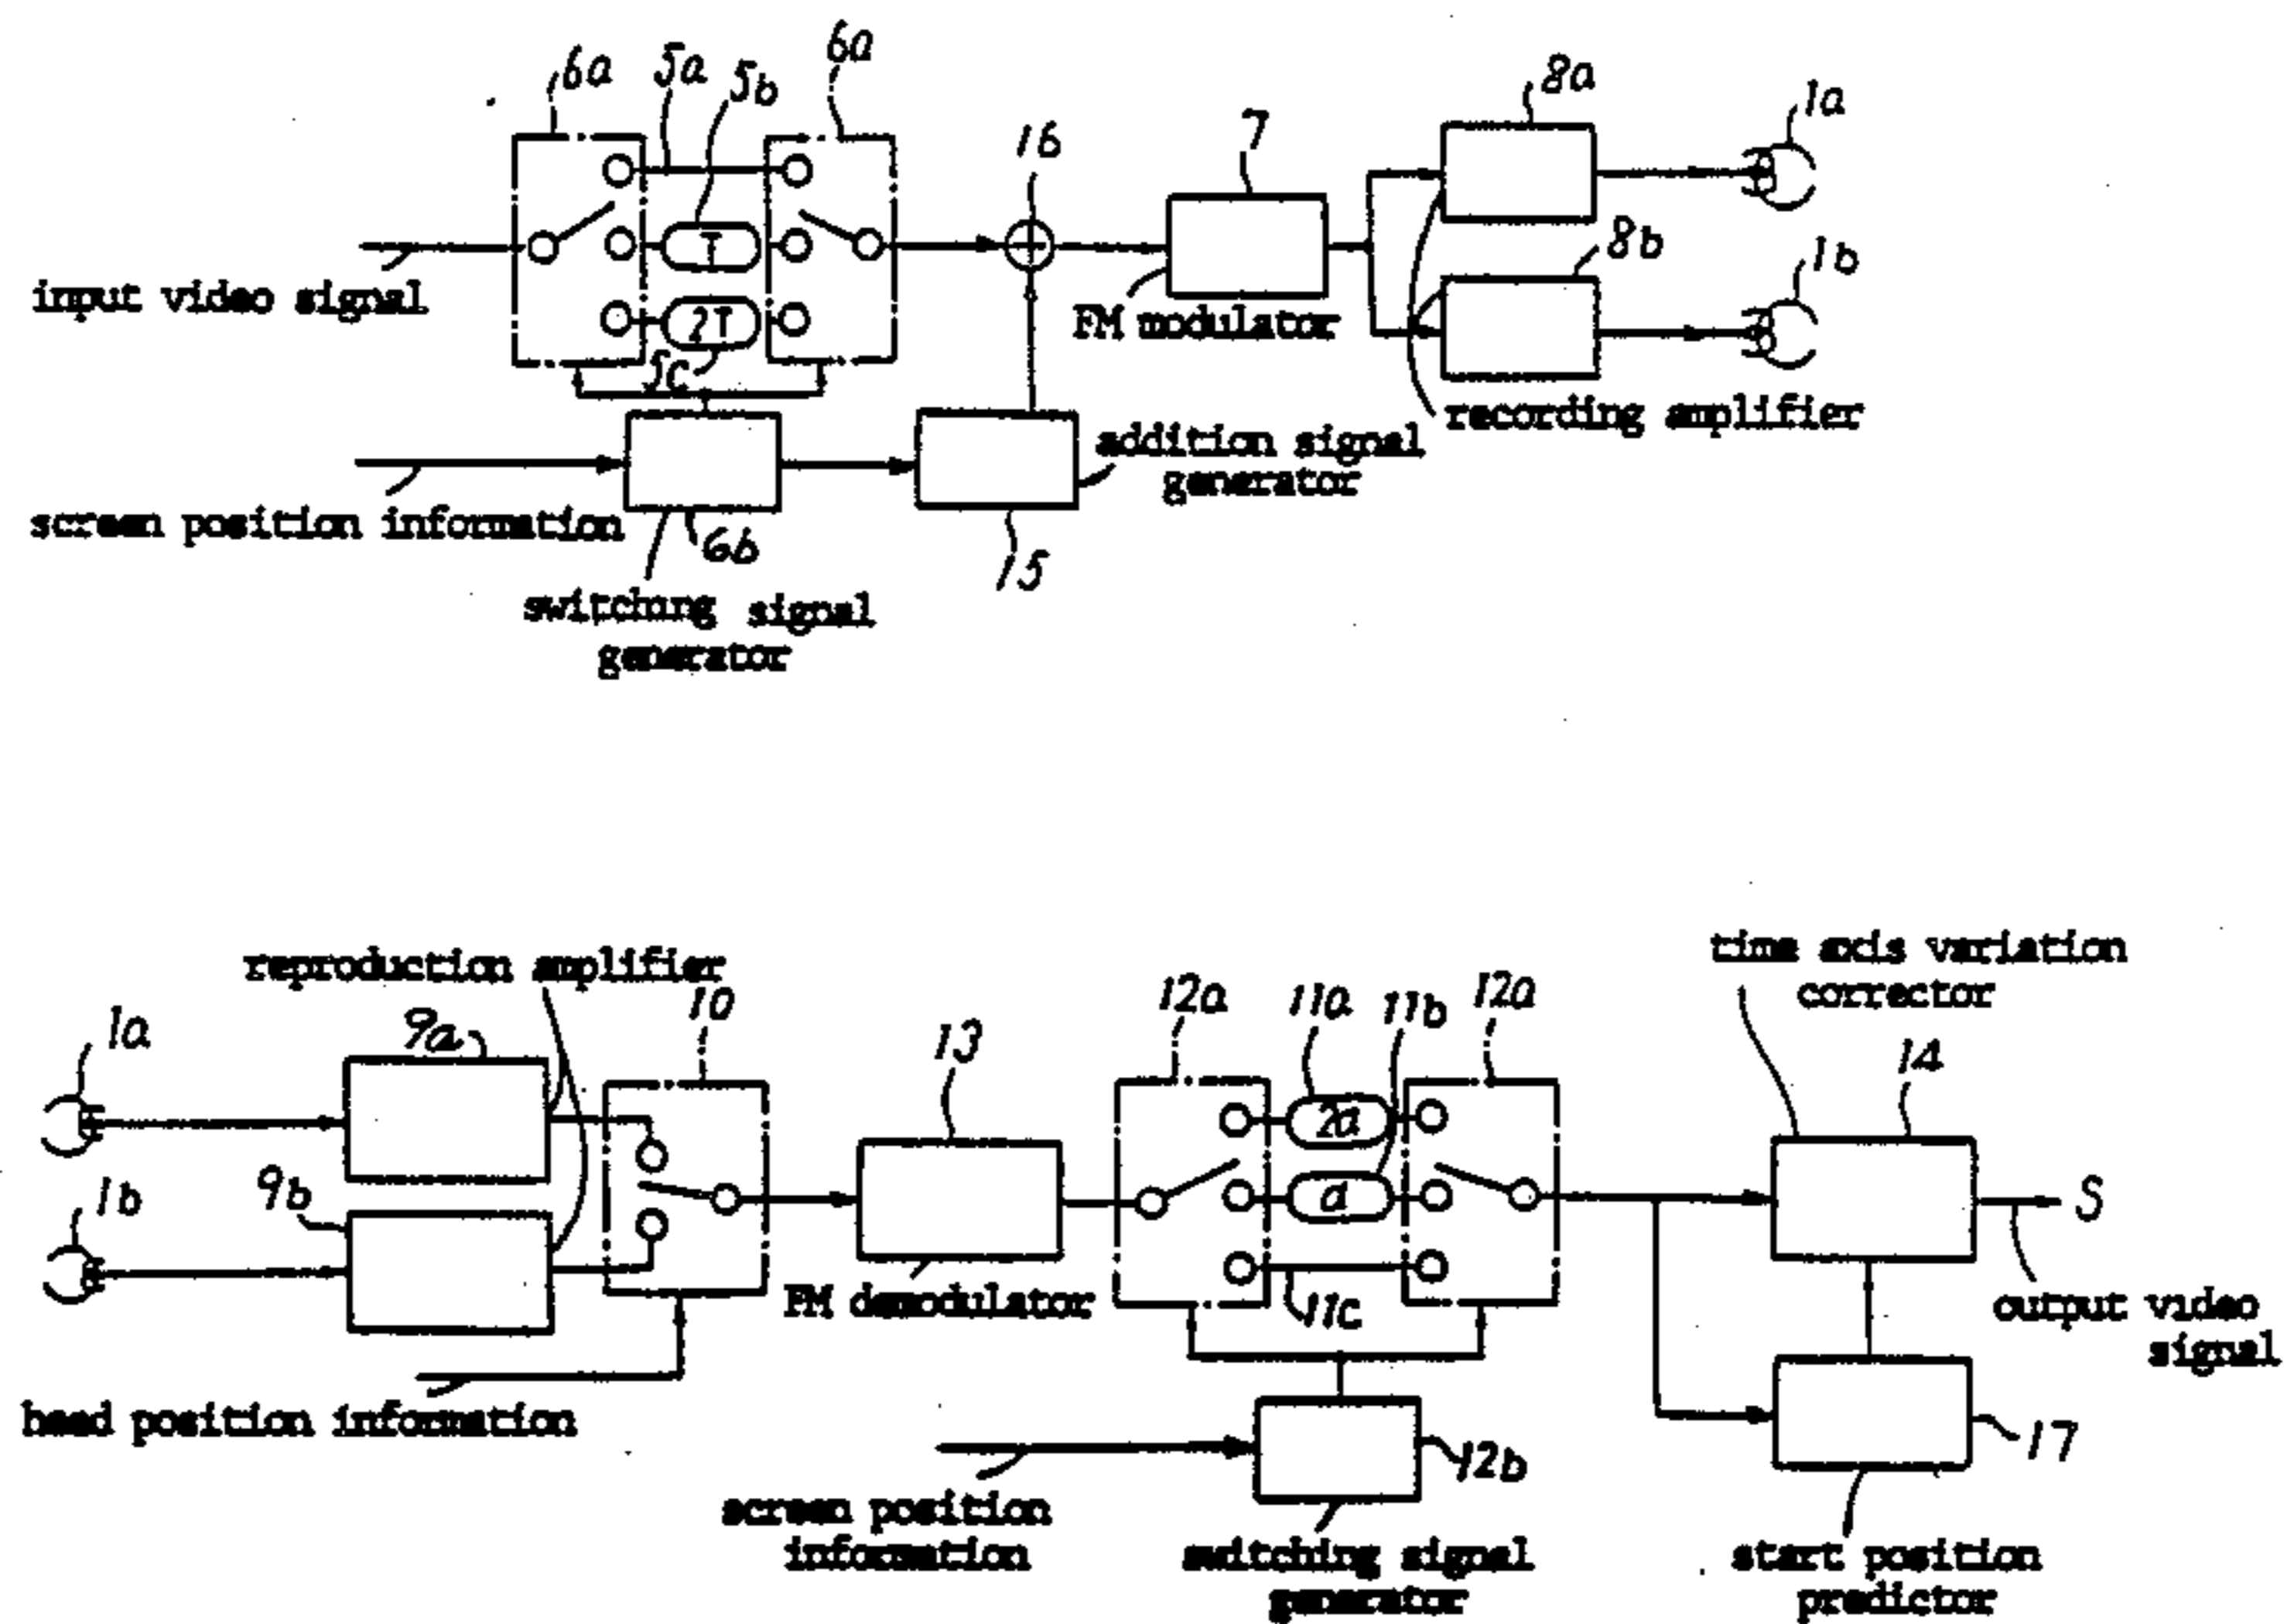 6a
5a
5b
6a
16
7
8a
1a
T
8b
1b
input video signal
2T
FM modulator
5c
recording amplifier
addition signal
generator
screen position information
6b
15
switching signal
generator
reproduction amplifier
time axis variation
corrector
1a
9a
10
13
12a
11a
11b
12a
14
2a
1b
9b
a
S
FM demodulator
11c
output video
signal
head position information
12b
17
screen position
information
switching signal
generator
start position
predictor